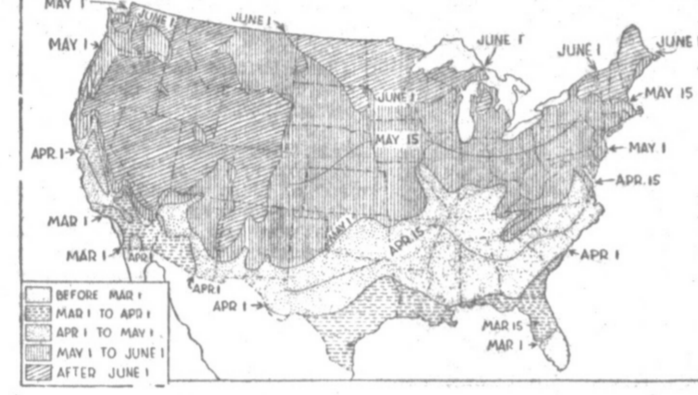 MAY 1
JUNE 1
JUNE 1
MAY 1
JUNE 1
JUNE 1
JUNE
MAY 15
JUNE 1
MAY 15
MAY 1
APR. 1
APR. 15
MAR 1
MAY 1
APR. 15
MAR 1
APR 1
APR 1
APR 1
APR 1
MAR 15
MAR 1
BEFORE MAR 1
MAR 1 TO APR 1
APR 1 TO MAY 1.
MAY 1 TO JUNE 1
AFTER JUNE 1